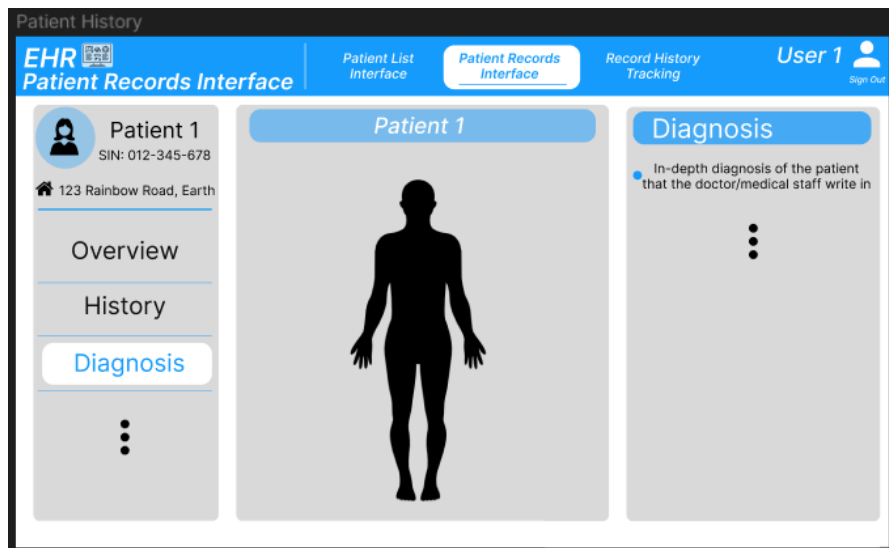 Patient History
EHR
Patient Records Interface
Patient List
Interface
Patient Records
Interface
Record History
Tracking
User 1
Sign Out
Patient 1
SIN: 012-345-678
123 Rainbow Road, Earth
Overview
History
Diagnosis
Patient 1
Diagnosis
In-depth diagnosis of the patient
that the doctor/medical staff write in